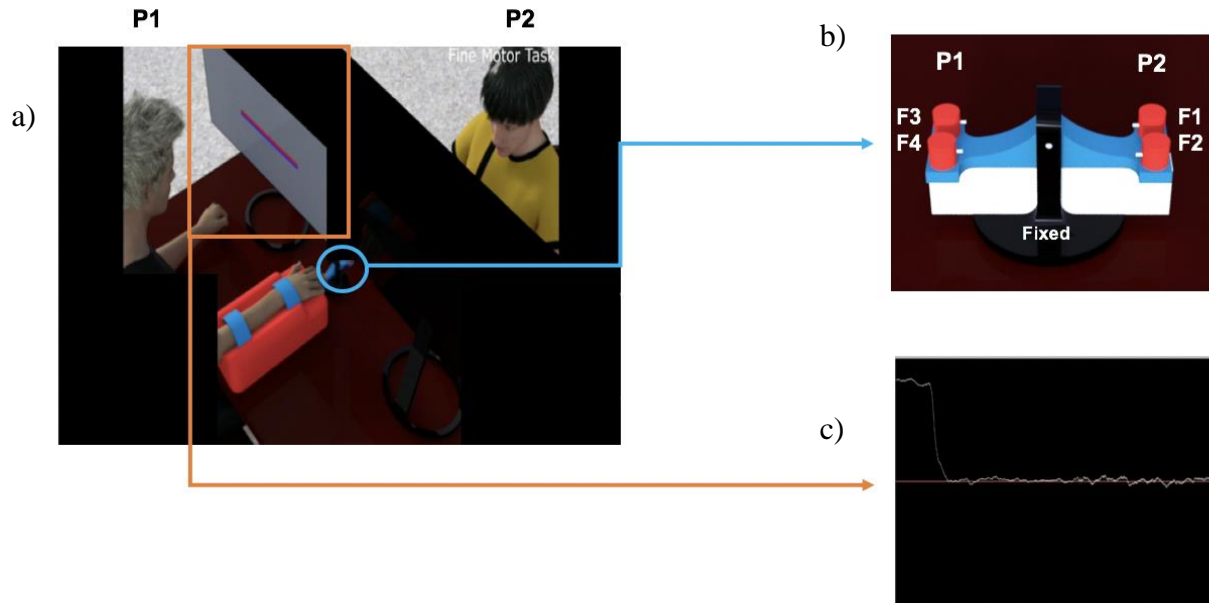 P1
P2
Fine Motor Task
a)
b)
P1
P2
F3
F1
F4
F2
Fixed
c)